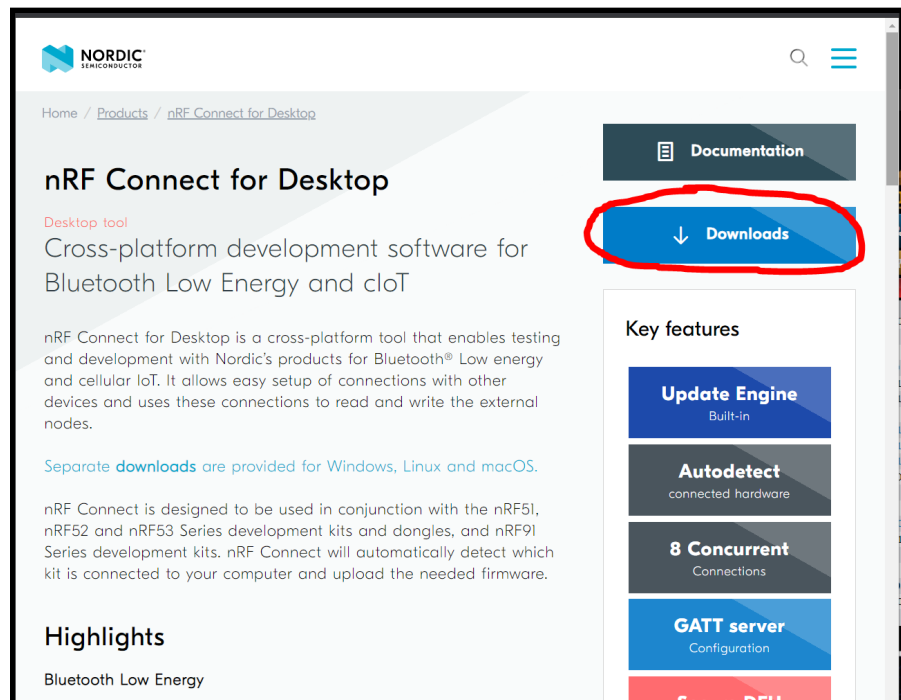 NORDIC
SEMICONDUCTOR
Home / Products / nRF Connect for Desktop
nRF Connect for Desktop
Desktop tool
Cross-platform development software for
Bluetooth Low Energy and cIoT
nRF Connect for Desktop is a cross-platform tool that enables testing
and development with Nordic's products for Bluetooth® Low energy
and cellular IoT. It allows easy setup of connections with other
devices and uses these connections to read and write the external
nodes.
Separate downloads are provided for Windows, Linux and macOS.
nRF Connect is designed to be used in conjunction with the nRF51,
nRF52 and nRF53 Series development kits and dongles, and nRF91
Series development kits. nRF Connect will automatically detect which
kit is connected to your computer and upload the needed firmware.
Highlights
Bluetooth Low Energy
Documentation
Downloads
Key features
Update Engine
Built-in
Autodetect
connected hardware
8 Concurrent
Connections
GATT server
Configuration